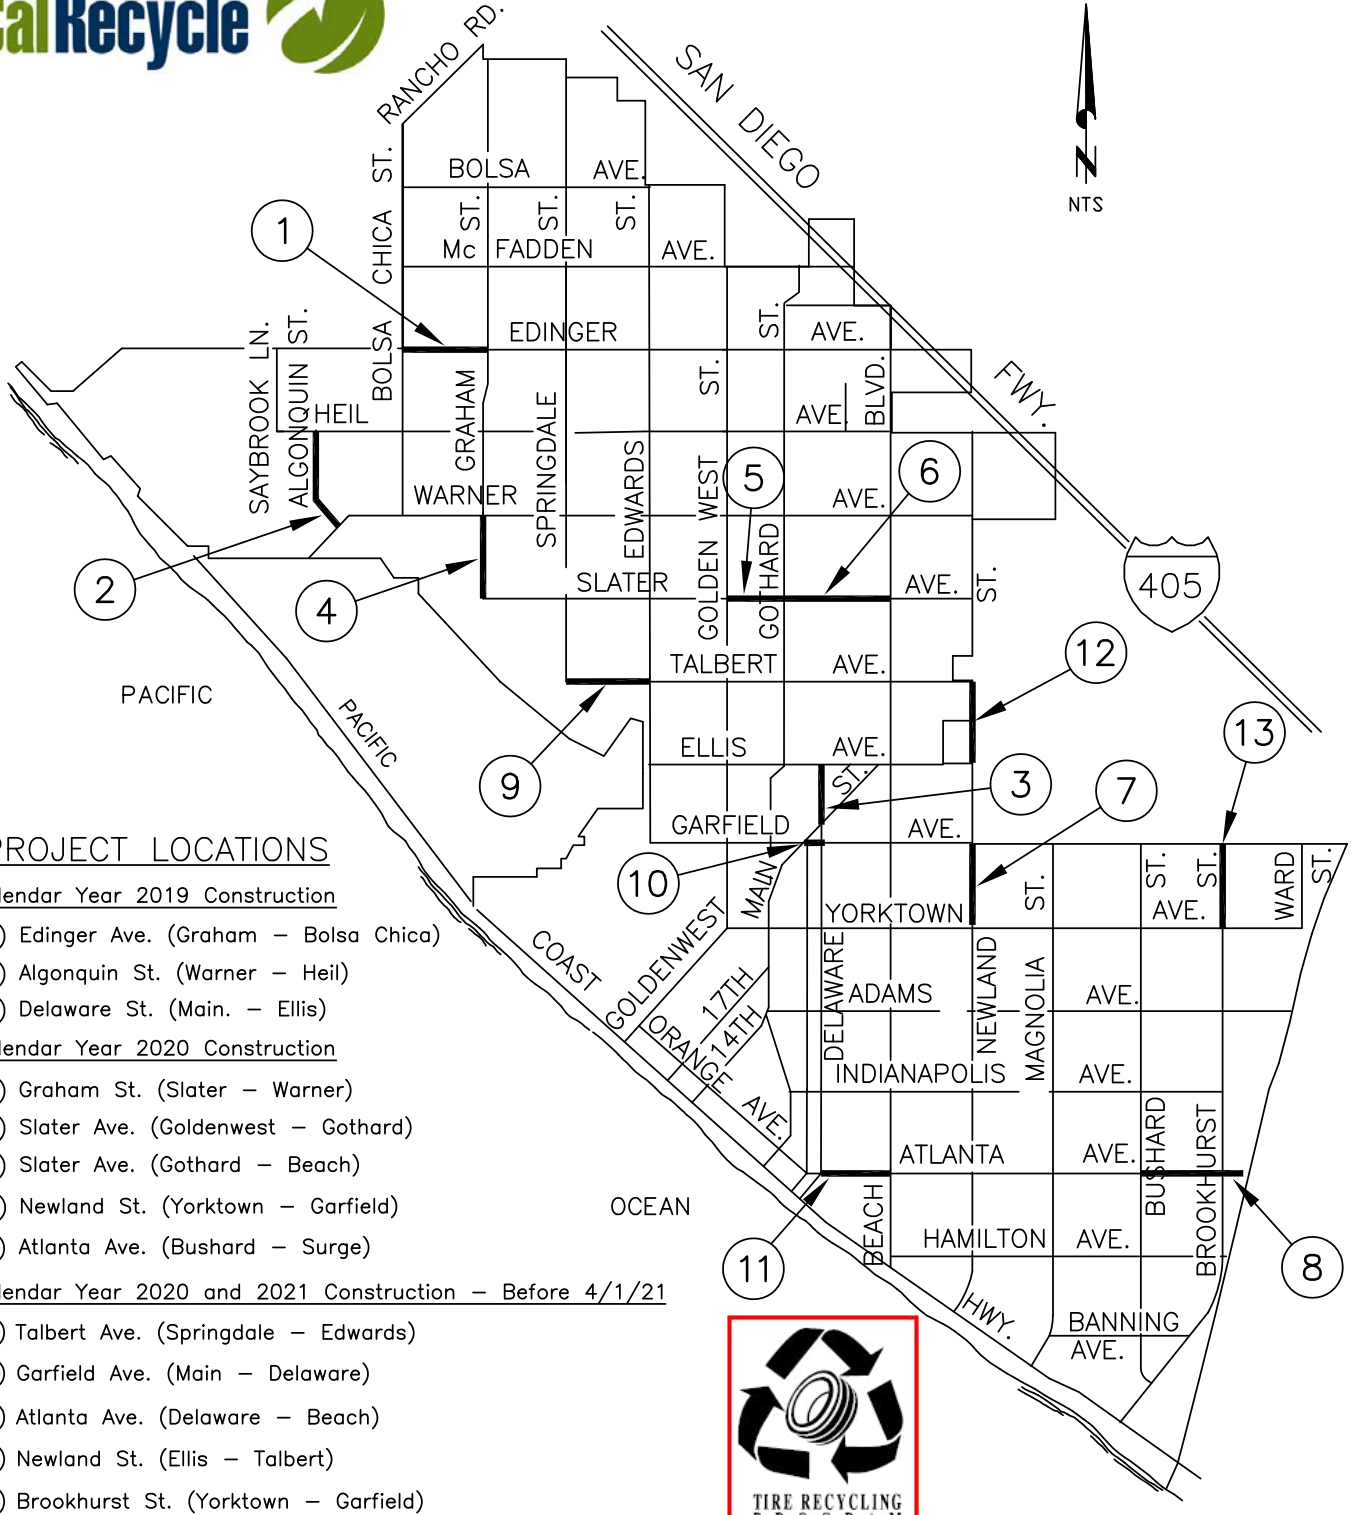 CalRecycle
RANCHO RD.
SAN DIEGO
FWY.
405
N
NTS
BOLSA AVE.
BOLSA CHICA ST.
ST.
ST.
ST.
Mc FADDEN AVE.
1
EDINGER AVE.
ST.
SAYBROOK LN.
ALGONQUIN ST.
HEIL AVE.
GRAHAM
SPRINGDALE
EDWARDS
GOLDEN WEST ST.
GOTHARD
BLVD.
5
6
WARNER AVE.
2
4
SLATER AVE.
ST.
TALBERT AVE.
12
PACIFIC
PACIFIC
9
ELLIS AVE.
ST.
3
7
13
GARFIELD AVE.
10
MAIN
YORKTOWN AVE.
ST.
ST.
ST.
WARD
ST.
COAST
GOLDENWEST
17TH
14TH
ORANGE AVE.
DELAWARE
ADAMS AVE.
NEWLAND
MAGNOLIA
INDIANAPOLIS AVE.
ATLANTA AVE.
BUSHARD
BROOKHURST
OCEAN
11
BEACH
HAMILTON AVE.
8
HWY.
BANNING
AVE.
PROJECT LOCATIONS
lendar Year 2019 Construction
) Edinger Ave. (Graham – Bolsa Chica)
) Algonquin St. (Warner – Heil)
) Delaware St. (Main. – Ellis)
lendar Year 2020 Construction
) Graham St. (Slater – Warner)
) Slater Ave. (Goldenwest – Gothard)
) Slater Ave. (Gothard – Beach)
) Newland St. (Yorktown – Garfield)
) Atlanta Ave. (Bushard – Surge)
lendar Year 2020 and 2021 Construction – Before 4/1/21
) Talbert Ave. (Springdale – Edwards)
) Garfield Ave. (Main – Delaware)
) Atlanta Ave. (Delaware – Beach)
) Newland St. (Ellis – Talbert)
) Brookhurst St. (Yorktown – Garfield)
TIRE RECYCLING